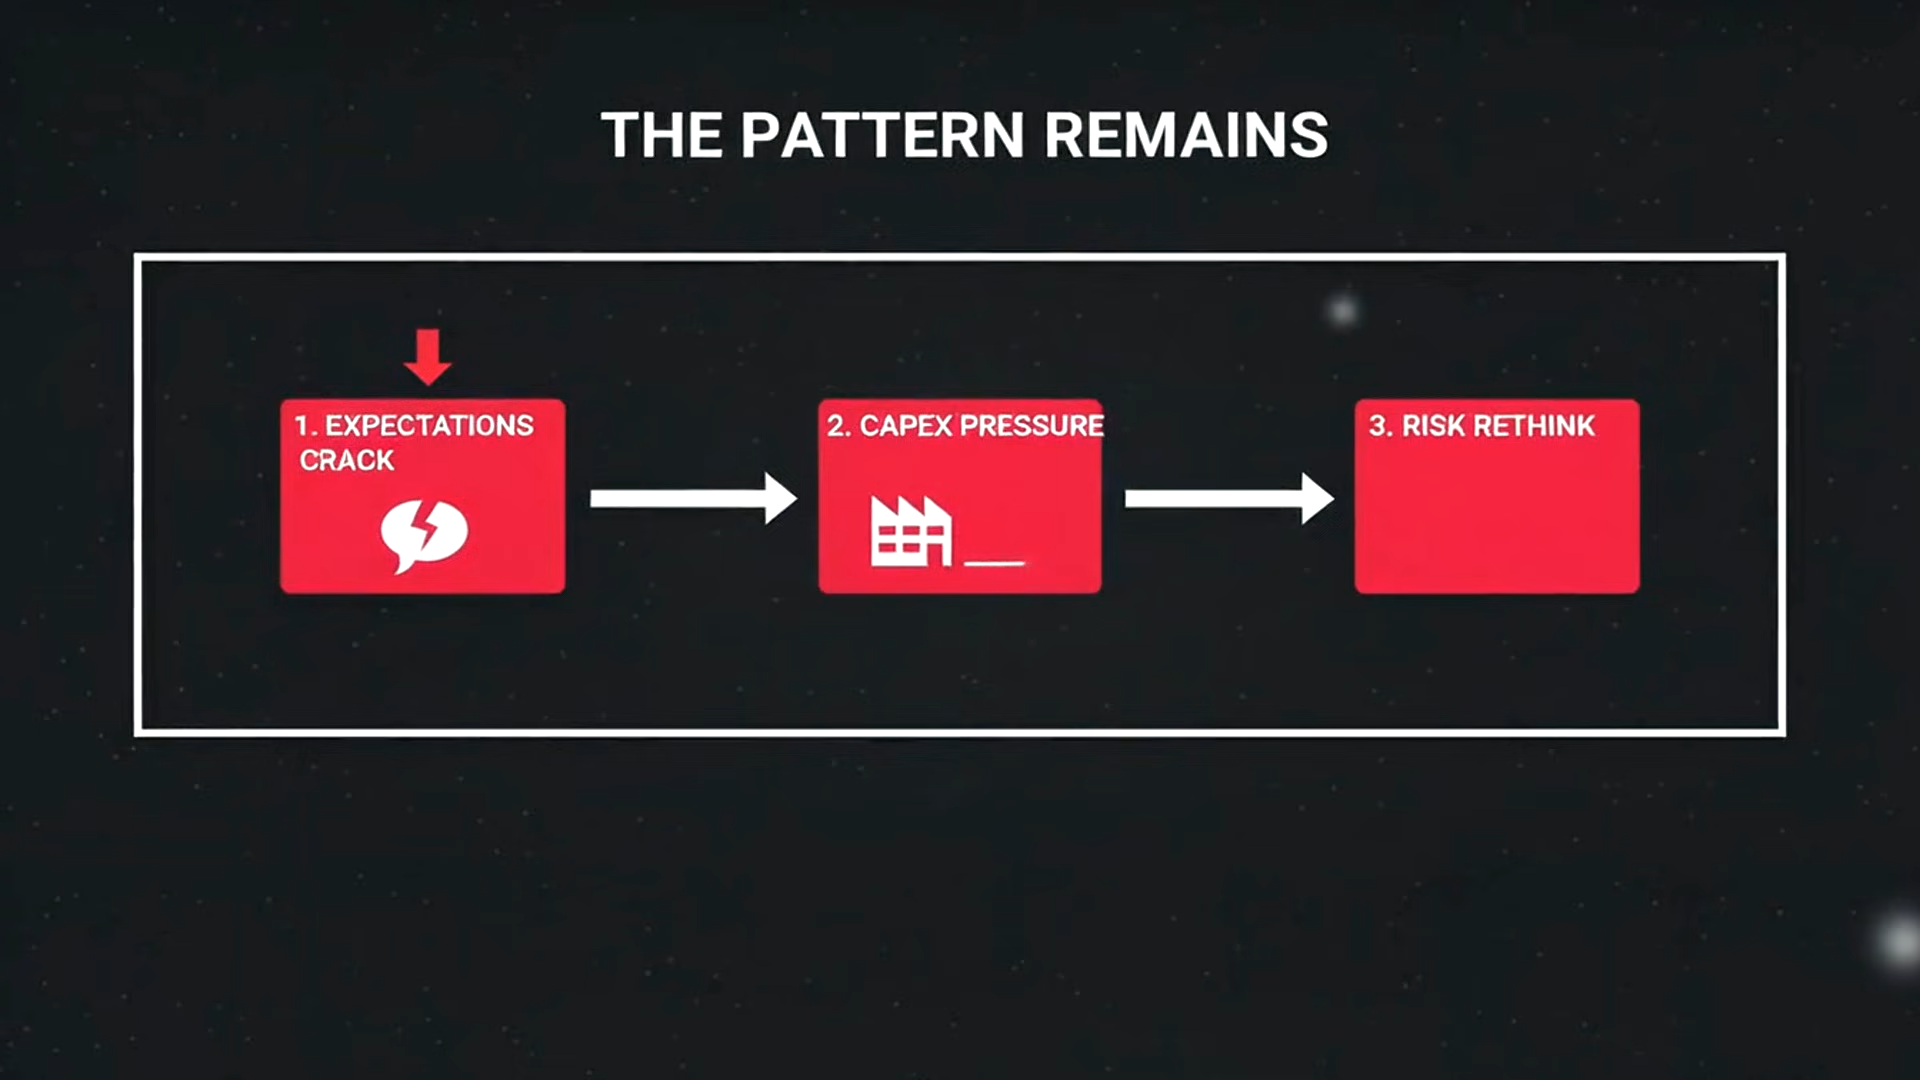 THE PATTERN REMAINS
1. EXPECTATIONS
CRACK
2. CAPEX PRESSURE
3. RISK RETHINK